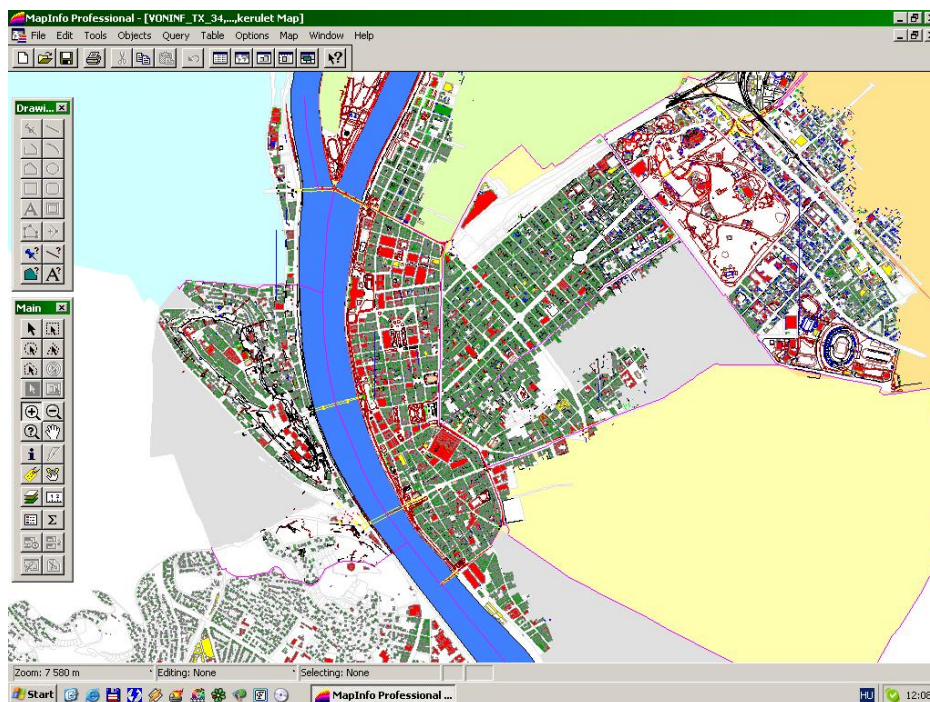 MapInfo Professional - [VONINF_TX_34,...,kerulet Map]
File Edit Tools Objects Query Table Options Map Window Help
Drawi...
Main
Zoom: 7 580 m
Editing: None
Selecting: None
Start
MapInfo Professional ...
HU
12:08